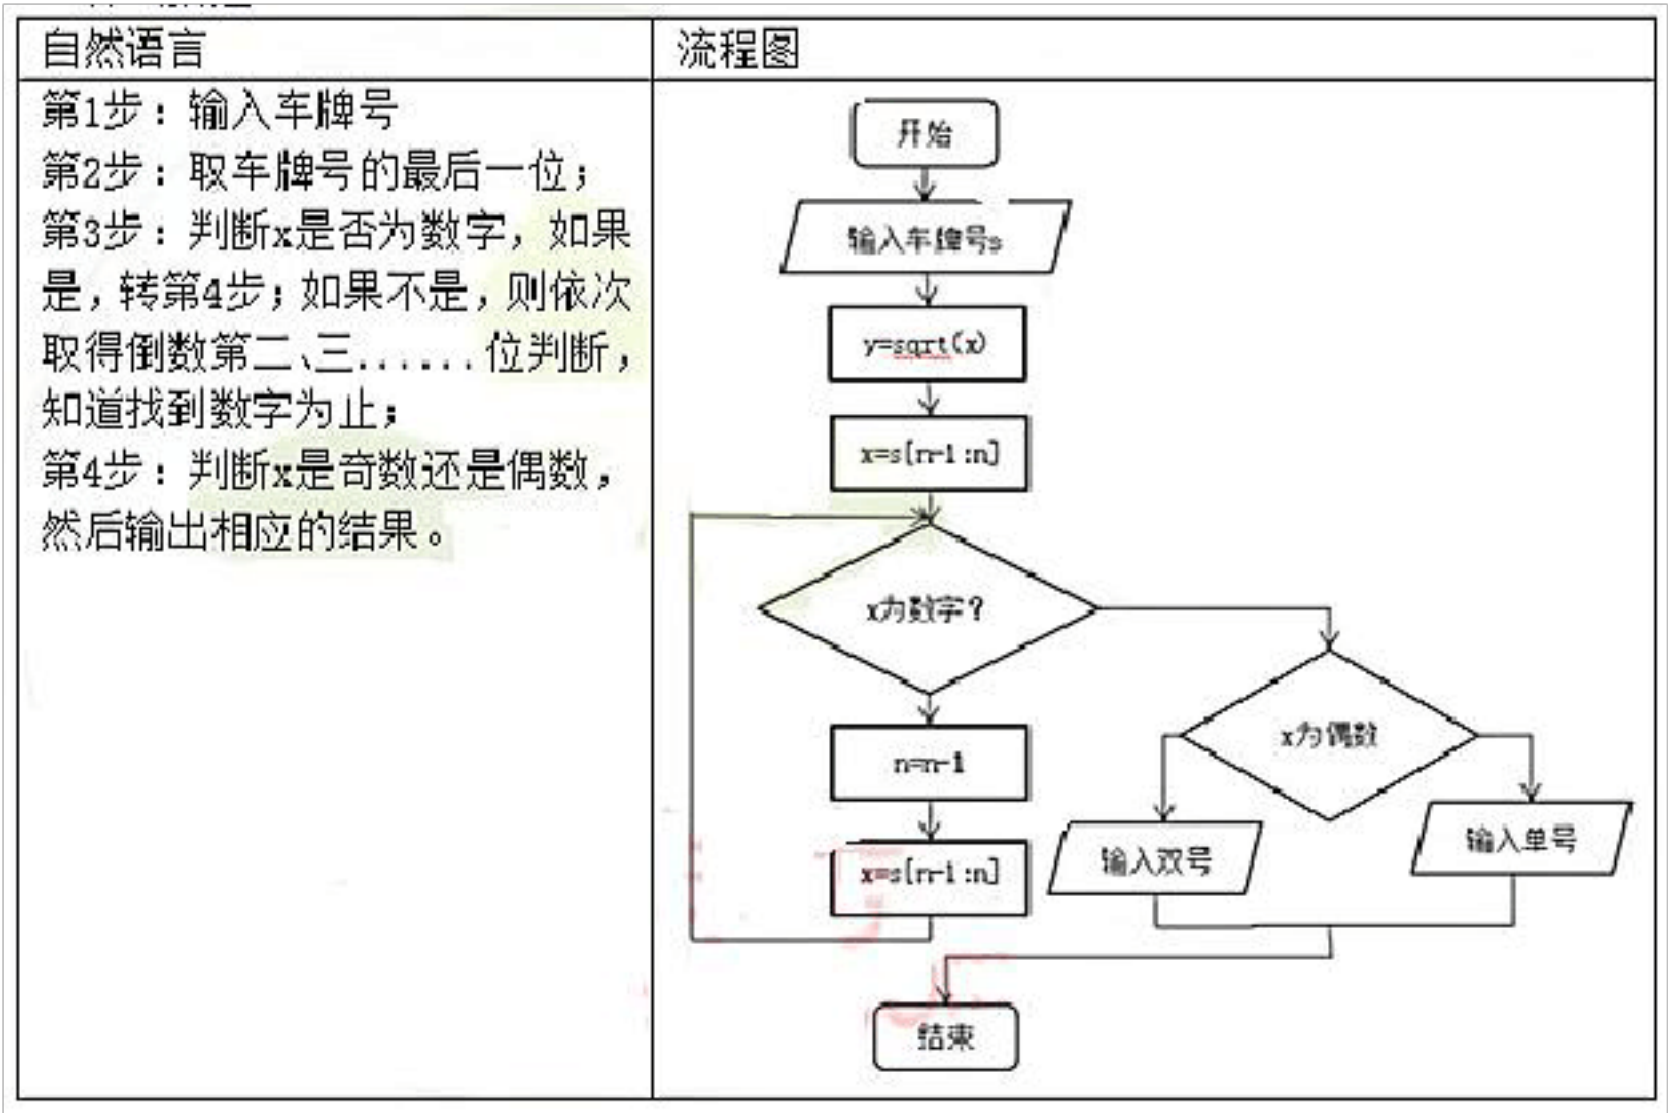 自然语言
流程图
第1步：输入车牌号
第2步：取车牌号的最后一位；
第3步：判断x是否为数字，如果
是，转第4步；如果不是，则依次
取得倒数第二、三......位判断，
知道找到数字为止；
第4步：判断x是奇数还是偶数，
然后输出相应的结果。
开始
输入车牌号s
y=sqrt(x)
x=s[n-1:n]
x为数字？
n=n-1
x=s[n-1:n]
x为偶数
输入双号
输入单号
结束